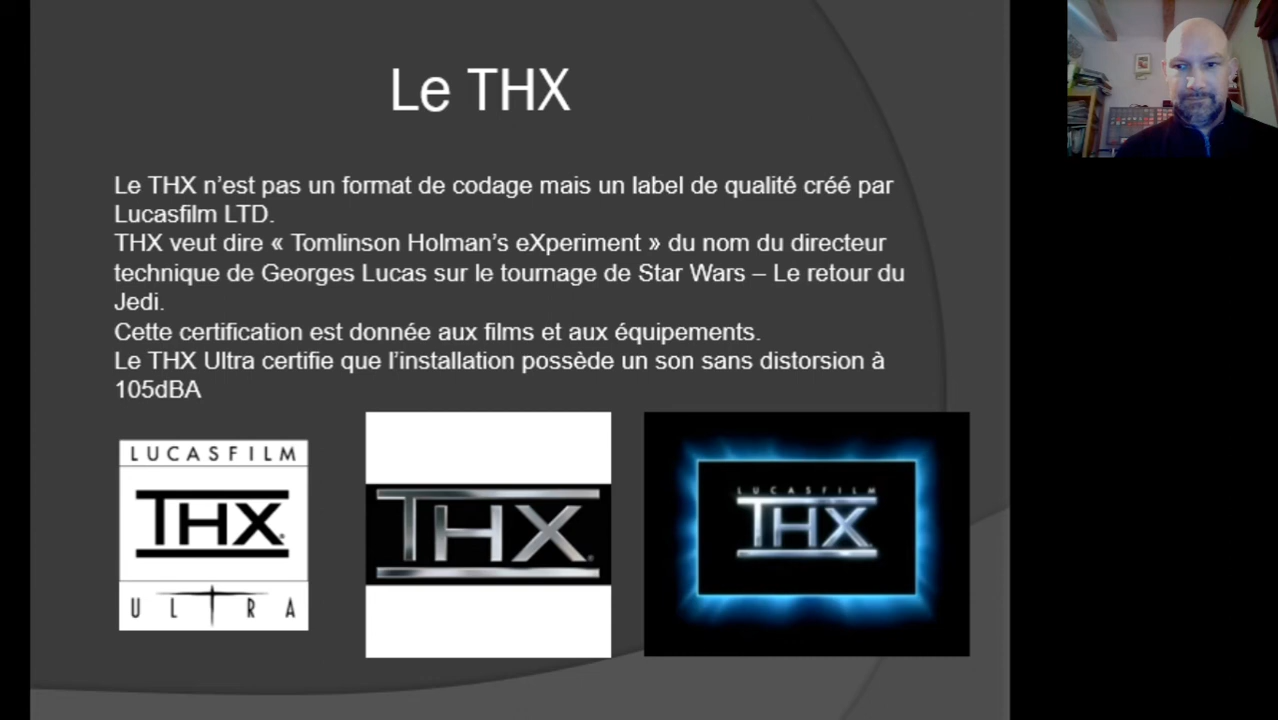 Le THX
Le THX n’est pas un format de codage mais un label de qualité créé par
Lucasfilm LTD.
THX veut dire « Tomlinson Holman’s eXperiment » du nom du directeur
technique de Georges Lucas sur le tournage de Star Wars – Le retour du
Jedi.
Cette certification est donnée aux films et aux équipements.
Le THX Ultra certifie que l’installation possède un son sans distorsion à
105dBA
LUCASFILM
THX
ULTRA
THX
LUCASFILM
THX